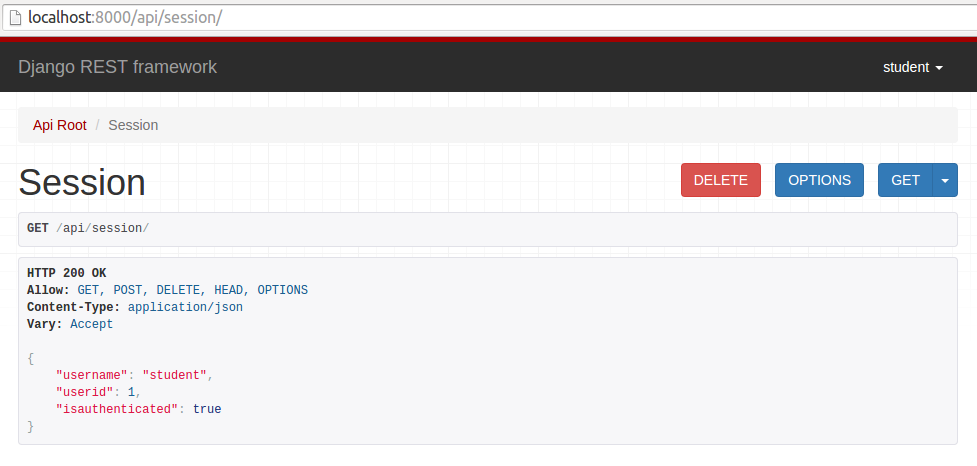 localhost:8000/api/session/
Django REST framework student
Api Root / Session
Session DELETE OPTIONS GET
GET /api/session/
HTTP 200 OK
Allow: GET, POST, DELETE, HEAD, OPTIONS
Content-Type: application/json
Vary: Accept
{
    "username": "student",
    "userid": 1,
    "isauthenticated": true
}